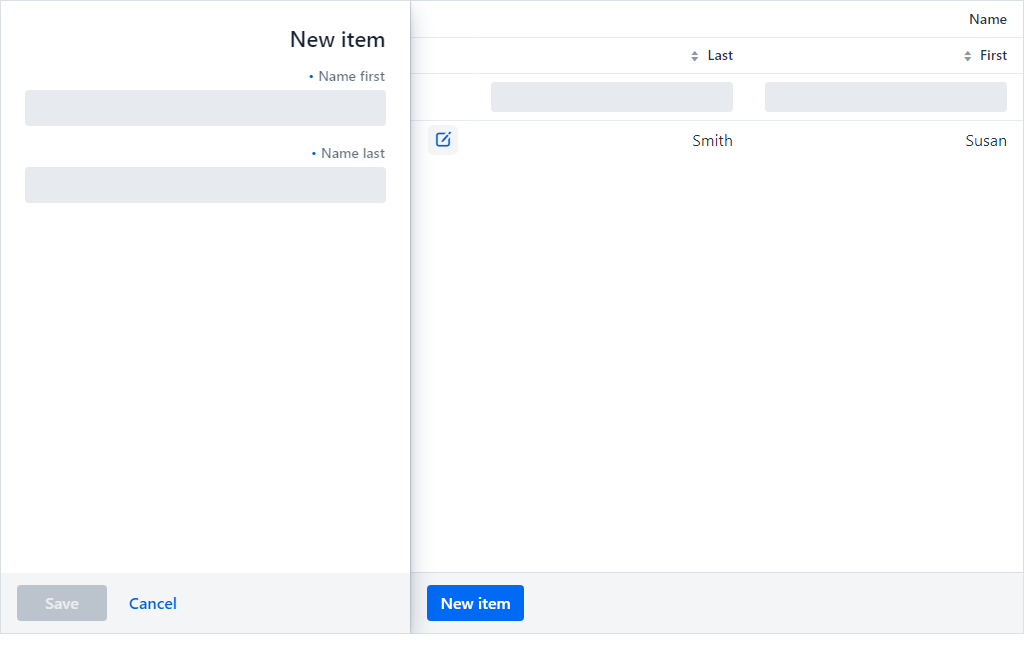 New item
• Name first
• Name last
Save
Cancel
Name
Last
First
Smith
Susan
New item